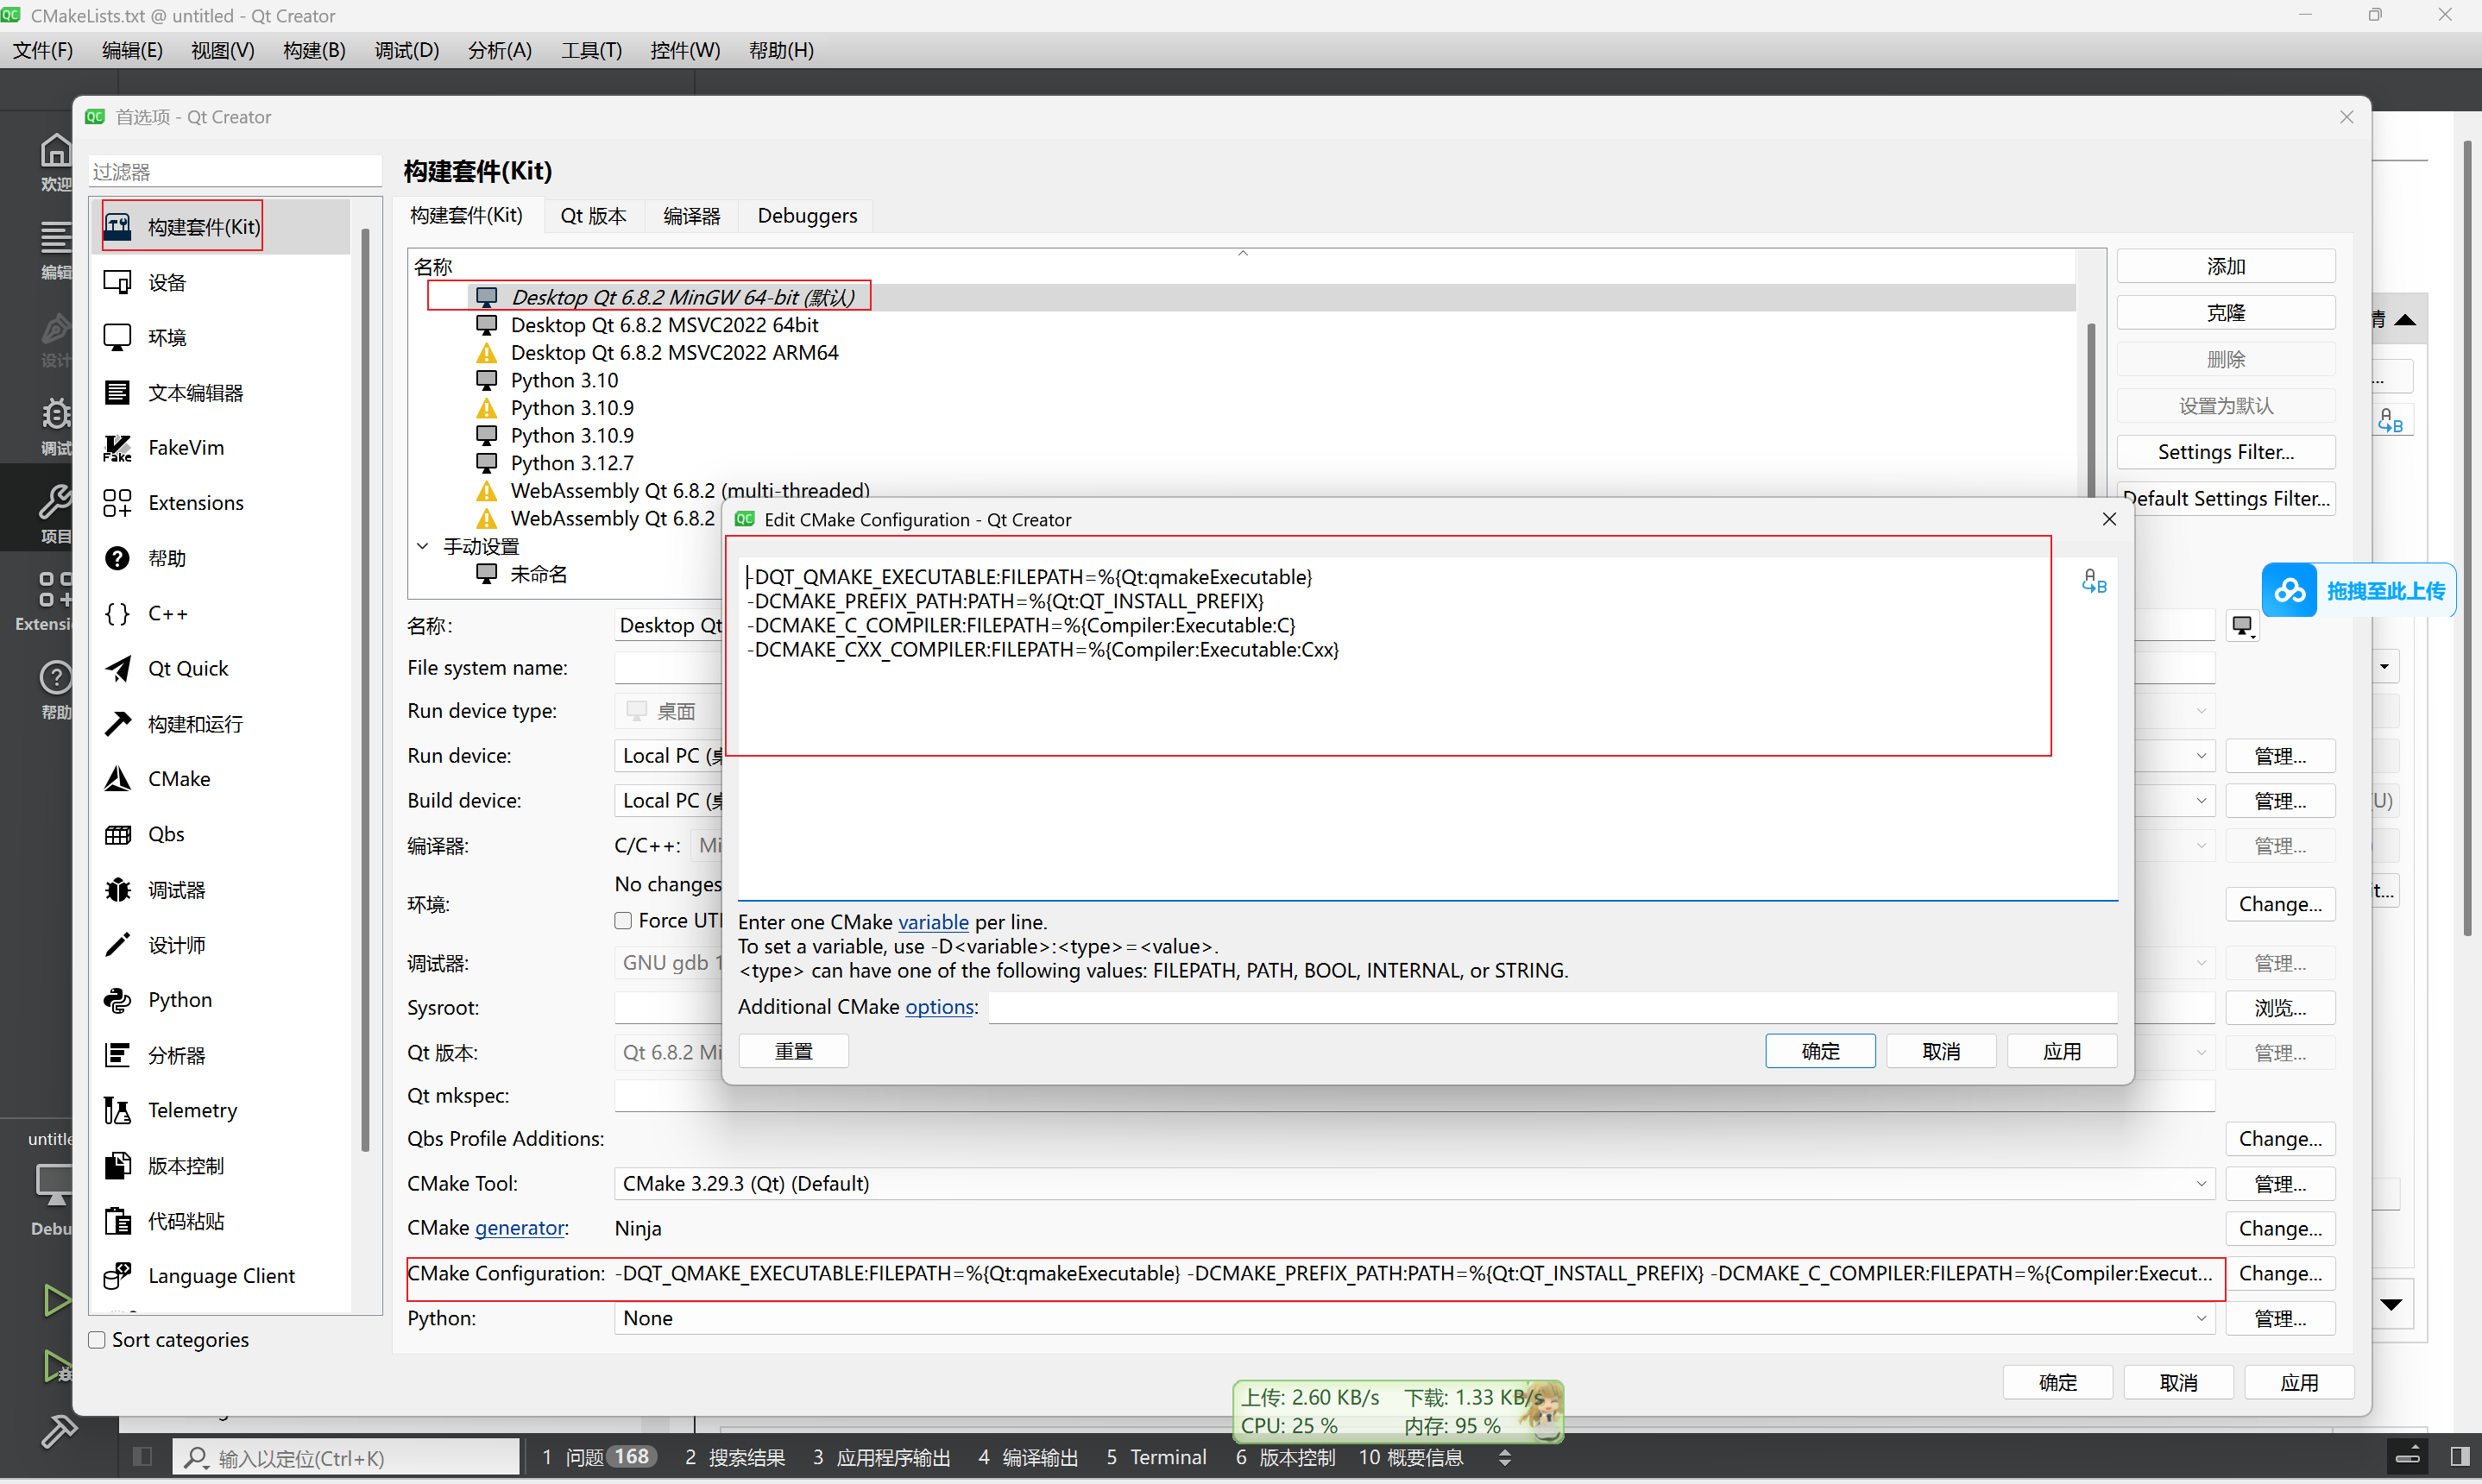 CMakeLists.txt @ untitled - Qt Creator
文件(F) 编辑(E) 视图(V) 构建(B) 调试(D) 分析(A) 工具(T) 控件(W) 帮助(H)
首选项 - Qt Creator
过滤器
构建套件(Kit)
欢迎
编辑
设计
调试
项目
Extensi
帮助
untitle
Debu
构建套件(Kit)
设备
环境
文本编辑器
FakeVim
Extensions
帮助
C++
Qt Quick
构建和运行
CMake
Qbs
调试器
设计师
Python
分析器
Telemetry
版本控制
代码粘贴
Language Client
Sort categories
构建套件(Kit) Qt 版本 编译器 Debuggers
名称
Desktop Qt 6.8.2 MinGW 64-bit (默认)
Desktop Qt 6.8.2 MSVC2022 64bit
Desktop Qt 6.8.2 MSVC2022 ARM64
Python 3.10
Python 3.10.9
Python 3.10.9
Python 3.12.7
WebAssembly Qt 6.8.2 (multi-threaded)
WebAssembly Qt 6.8.2
手动设置
未命名
添加
克隆
删除
设置为默认
Settings Filter...
Default Settings Filter...
情
...
拖拽至此上传
Edit CMake Configuration - Qt Creator
-DQT_QMAKE_EXECUTABLE:FILEPATH=%{Qt:qmakeExecutable}
-DCMAKE_PREFIX_PATH:PATH=%{Qt:QT_INSTALL_PREFIX}
-DCMAKE_C_COMPILER:FILEPATH=%{Compiler:Executable:C}
-DCMAKE_CXX_COMPILER:FILEPATH=%{Compiler:Executable:Cxx}
Enter one CMake variable per line.
To set a variable, use -D<variable>:<type>=<value>.
<type> can have one of the following values: FILEPATH, PATH, BOOL, INTERNAL, or STRING.
Additional CMake options:
重置 确定 取消 应用
名称: Desktop Qt
File system name:
Run device type: 桌面
Run device: Local PC (桌 管理...
Build device: Local PC (桌 管理... U)
编译器: C/C++: Mi 管理...
No changes
环境: Change... t...
Force UT
调试器: GNU gdb 1 管理...
Sysroot: 浏览...
Qt 版本: Qt 6.8.2 Mi 管理...
Qt mkspec:
Qbs Profile Additions: Change...
CMake Tool: CMake 3.29.3 (Qt) (Default) 管理...
CMake generator: Ninja Change...
CMake Configuration: -DQT_QMAKE_EXECUTABLE:FILEPATH=%{Qt:qmakeExecutable} -DCMAKE_PREFIX_PATH:PATH=%{Qt:QT_INSTALL_PREFIX} -DCMAKE_C_COMPILER:FILEPATH=%{Compiler:Execut... Change...
Python: None 管理...
确定 取消 应用
上传: 2.60 KB/s 下载: 1.33 KB/s
CPU: 25 % 内存: 95 %
输入以定位(Ctrl+K) 1 问题 168 2 搜索结果 3 应用程序输出 4 编译输出 5 Terminal 6 版本控制 10 概要信息